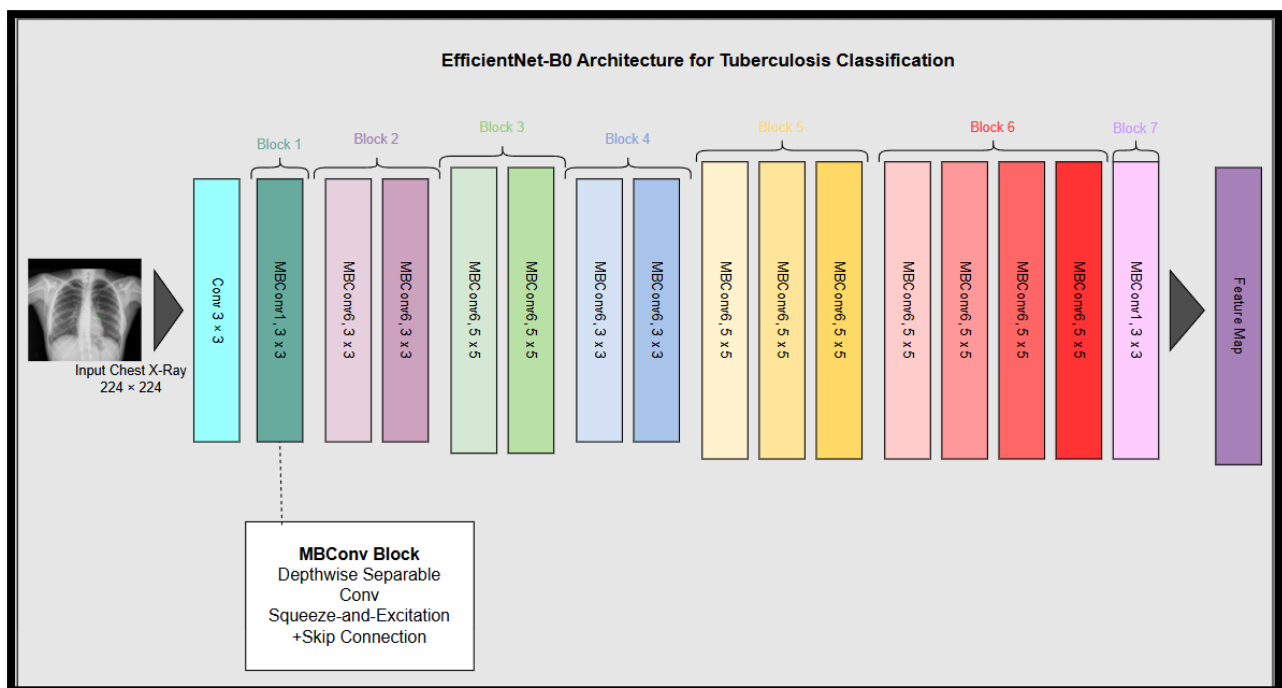 EfficientNet-B0 Architecture for Tuberculosis Classification
Block 1
Block 2
Block 3
Block 4
Block 5
Block 6
Block 7
Input Chest X-Ray
224 × 224
Conv 3 × 3
MBConv1, 3 x 3
MBConv6, 3 x 3
MBConv6, 3 x 3
MBConv6, 5 x 5
MBConv6, 5 x 5
MBConv6, 3 x 3
MBConv6, 3 x 3
MBConv6, 5 x 5
MBConv6, 5 x 5
MBConv6, 5 x 5
MBConv6, 5 x 5
MBConv6, 5 x 5
MBConv6, 5 x 5
MBConv6, 5 x 5
MBConv1, 3 x 3
Feature Map
MBConv Block
Depthwise Separable
Conv
Squeeze-and-Excitation
+Skip Connection